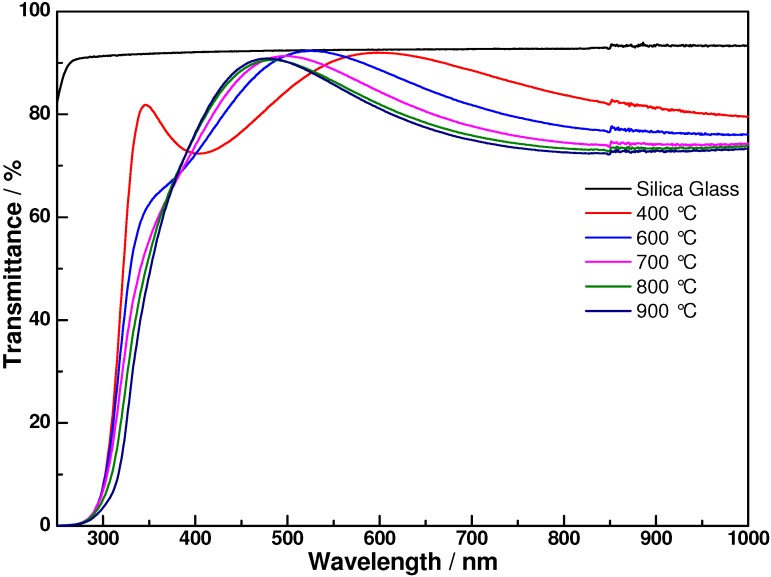 100
80
60
40
20
0
Transmittance / %
Silica Glass
400 °C
600 °C
700 °C
800 °C
900 °C
300 400 500 600 700 800 900 1000
Wavelength / nm